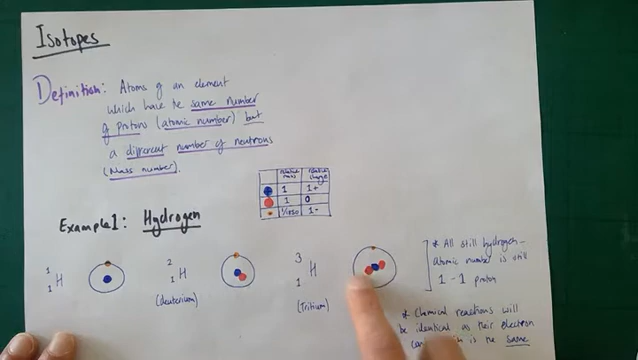 Isotopes
Definition: Atoms of an element
which have the same number
of protons (atomic number) but
a different number of neutrons
(Mass number).
relative mass relative charge
1 1+
1 0
1/1850 1-
Example 1: Hydrogen
1
1 H
2
1 H
(deuterium)
3
1 H
(Tritium)
* All still hydrogen -
atomic number is still
1 - 1 proton
* Chemical reactions will
be identical as their electron
is the same